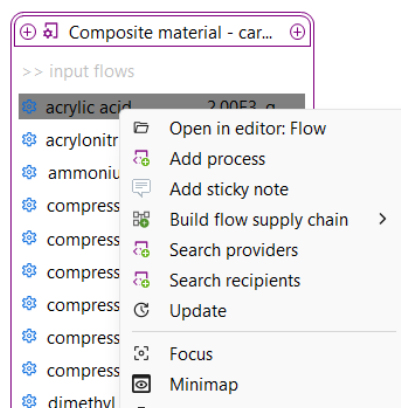 Composite material - car...
>> input flows
acrylic acid 2.00E3 g
acrylonitr
Open in editor: Flow
ammoniu
Add process
compress
Add sticky note
compress
Build flow supply chain
compress
Search providers
compress
Search recipients
compress
Update
compress
Focus
dimethyl
Minimap